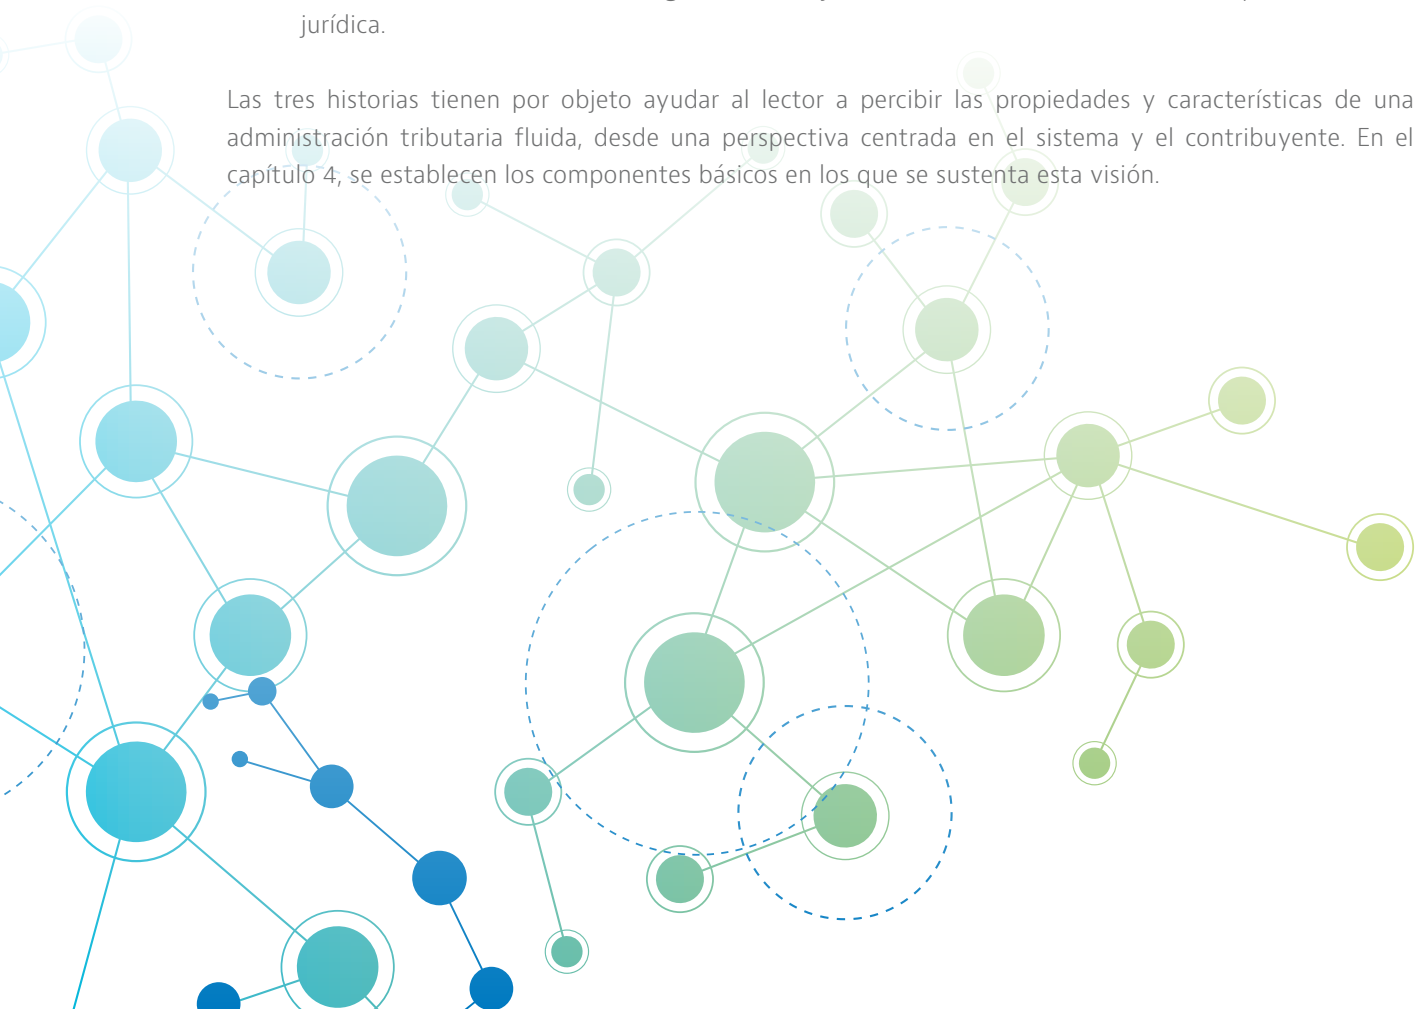 jurídica.
Las tres historias tienen por objeto ayudar al lector a percibir las propiedades y características de una
administración tributaria fluida, desde una perspectiva centrada en el sistema y el contribuyente. En el
capítulo 4, se establecen los componentes básicos en los que se sustenta esta visión.